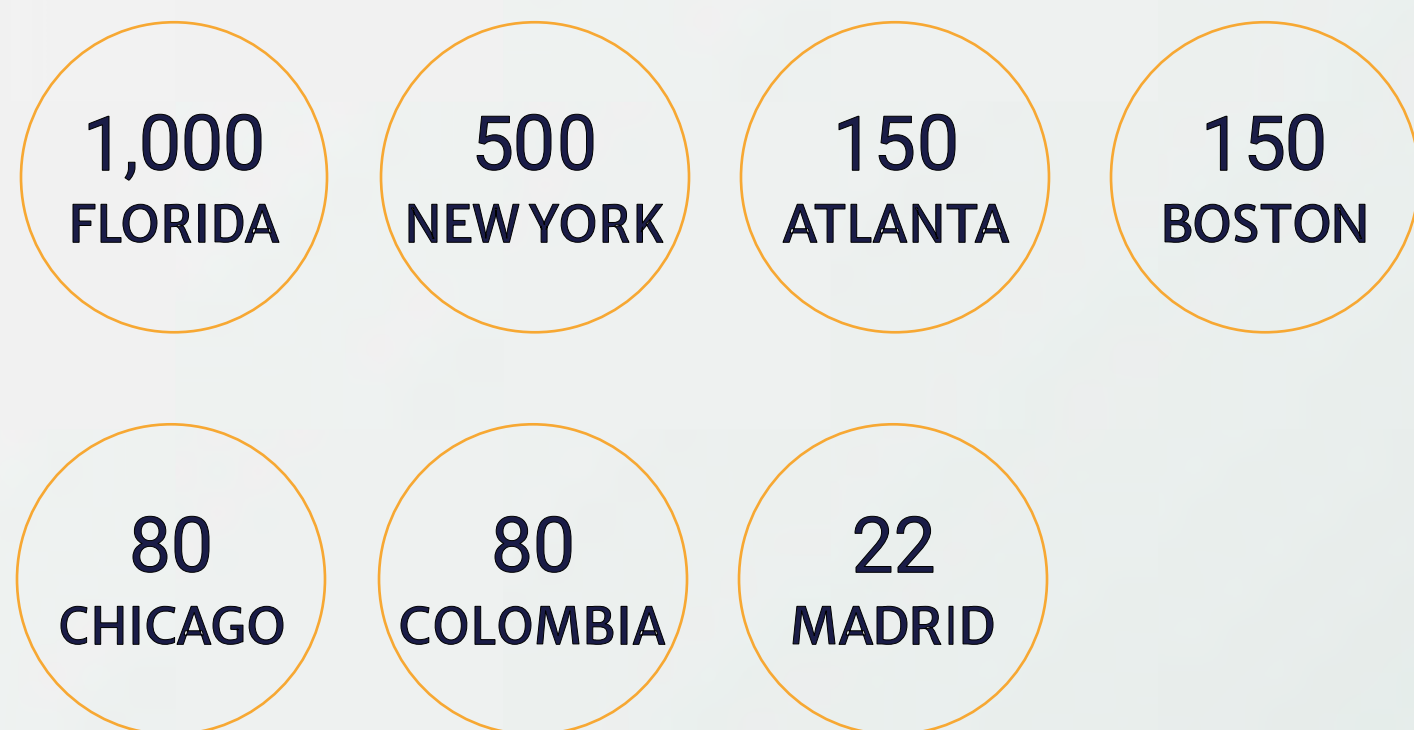 1,000
FLORIDA
500
NEW YORK
150
ATLANTA
150
BOSTON
80
CHICAGO
80
COLOMBIA
22
MADRID